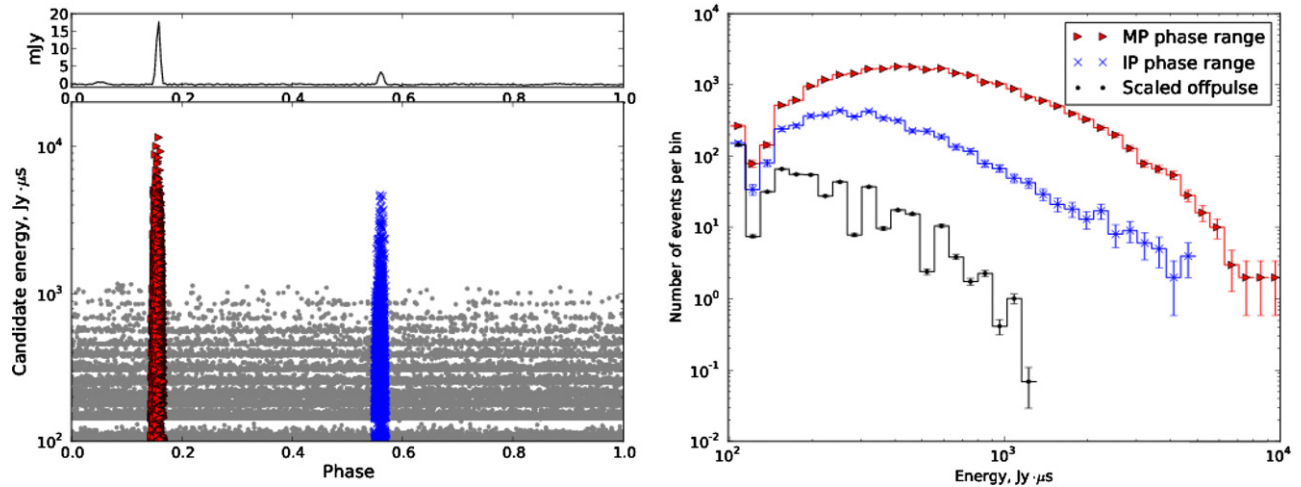 20
15
10
5
0
mJy
0.0 0.2 0.4 0.6 0.8 1.0
10^4
10^3
10^2
Candidate energy, Jy·μs
0.0 0.2 0.4 0.6 0.8 1.0
Phase
10^4
10^3
10^2
10^1
10^0
10^-1
10^-2
Number of events per bin
MP phase range
IP phase range
Scaled offpulse
10^2 10^3 10^4
Energy, Jy·μs